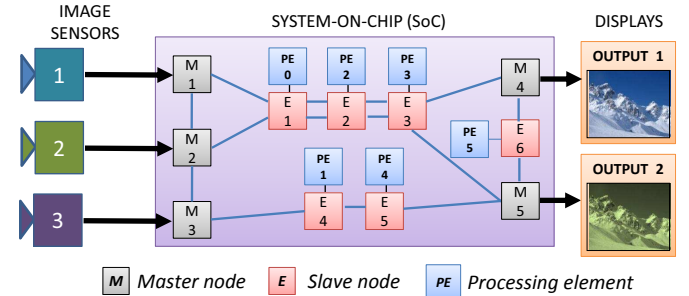 IMAGE
SENSORS
SYSTEM-ON-CHIP (SoC)
DISPLAYS
1
2
3
M
1
M
2
M
3
PE
0
PE
2
PE
3
E
1
E
2
E
3
PE
1
PE
4
E
4
E
5
M
4
PE
5
E
6
M
5
OUTPUT 1
OUTPUT 2
M Master node
E Slave node
PE Processing element